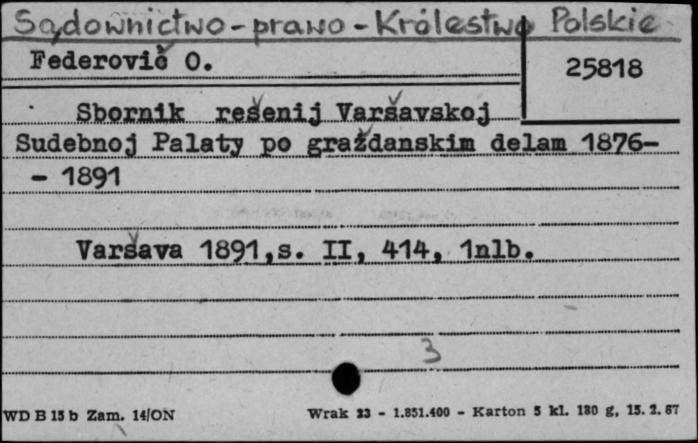 Sądownictwo - prawo - Królestwo Polskie
Federovič O.
25818
Sbornik rešenij Varšavskoj
Sudebnoj Palaty po graždanskim delam 1876-
- 1891
Varšava 1891, s. II, 414, 1nlb.
3
WD B 15 b Zam. 14/ON
Wrak 23 - 1.851.400 - Karton 5 kl. 180 g, 15. 2. 67